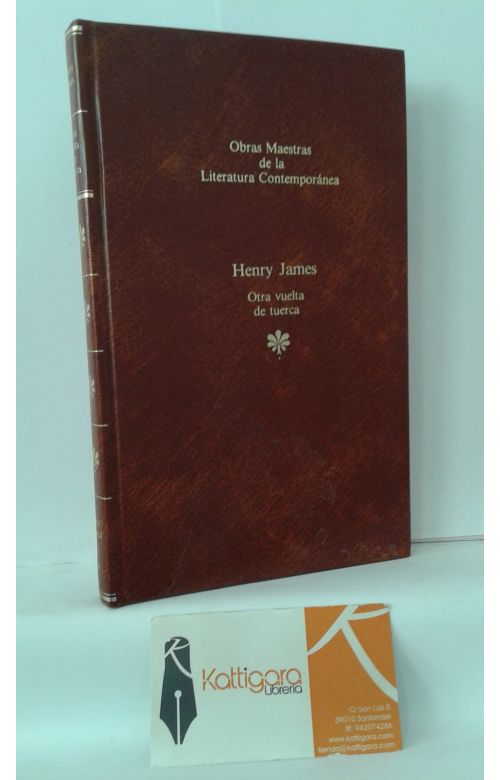 Obras Maestras
de la
Literatura Contemporánea
Henry James
Otra vuelta
de tuerca
Kattigara
Librería
C/ San Luis 5
39010 Santander
tlf: 942074286
www.kattigara.com
tienda@kattigara.com